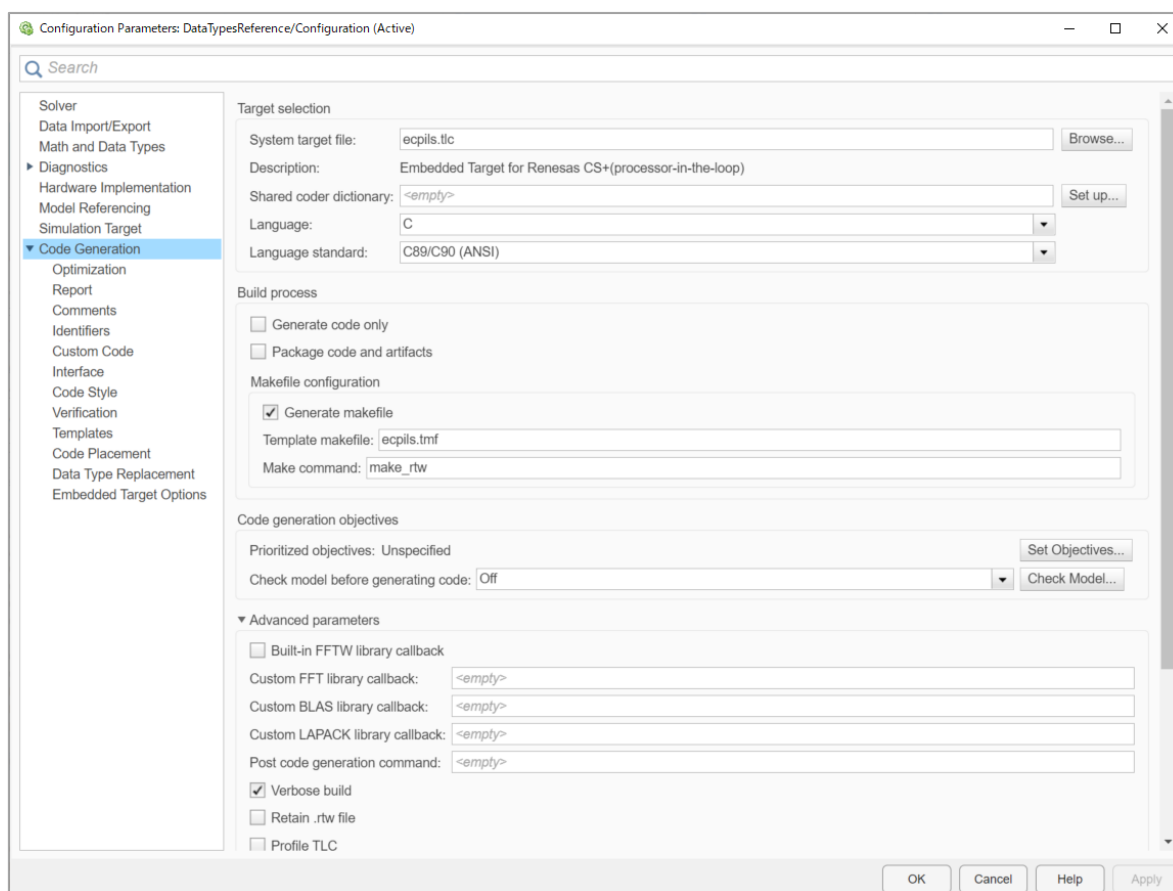 Configuration Parameters: DataTypesReference/Configuration (Active)
Search
Solver
Data Import/Export
Math and Data Types
Diagnostics
Hardware Implementation
Model Referencing
Simulation Target
Code Generation
Optimization
Report
Comments
Identifiers
Custom Code
Interface
Code Style
Verification
Templates
Code Placement
Data Type Replacement
Embedded Target Options
Target selection
System target file: ecpils.tlc Browse...
Description: Embedded Target for Renesas CS+(processor-in-the-loop)
Shared coder dictionary: <empty> Set up...
Language: C
Language standard: C89/C90 (ANSI)
Build process
Generate code only
Package code and artifacts
Makefile configuration
Generate makefile
Template makefile: ecpils.tmf
Make command: make_rtw
Code generation objectives
Prioritized objectives: Unspecified Set Objectives...
Check model before generating code: Off Check Model...
Advanced parameters
Built-in FFTW library callback
Custom FFT library callback: <empty>
Custom BLAS library callback: <empty>
Custom LAPACK library callback: <empty>
Post code generation command: <empty>
Verbose build
Retain .rtw file
Profile TLC
OK Cancel Help Apply